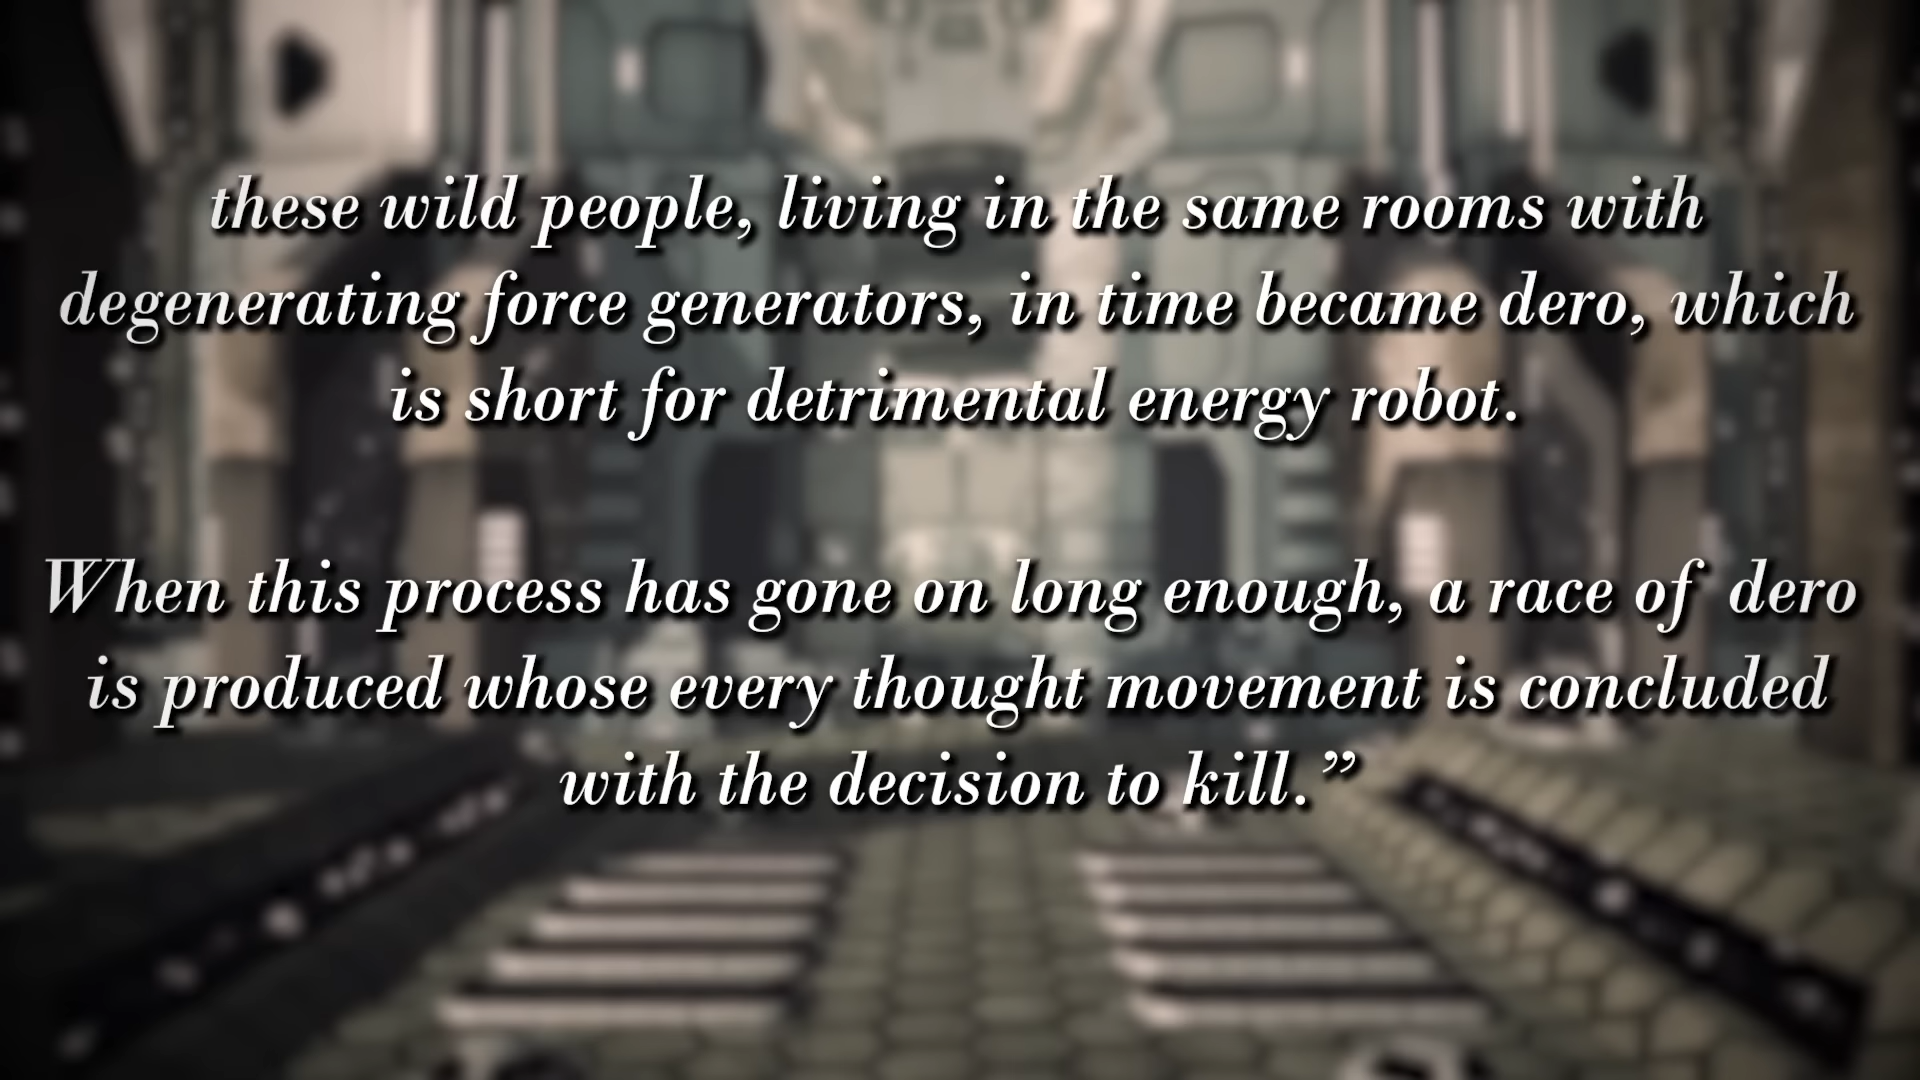 these wild people, living in the same rooms with
degenerating force generators, in time became dero, which
is short for detrimental energy robot.
When this process has gone on long enough, a race of dero
is produced whose every thought movement is concluded
with the decision to kill.”